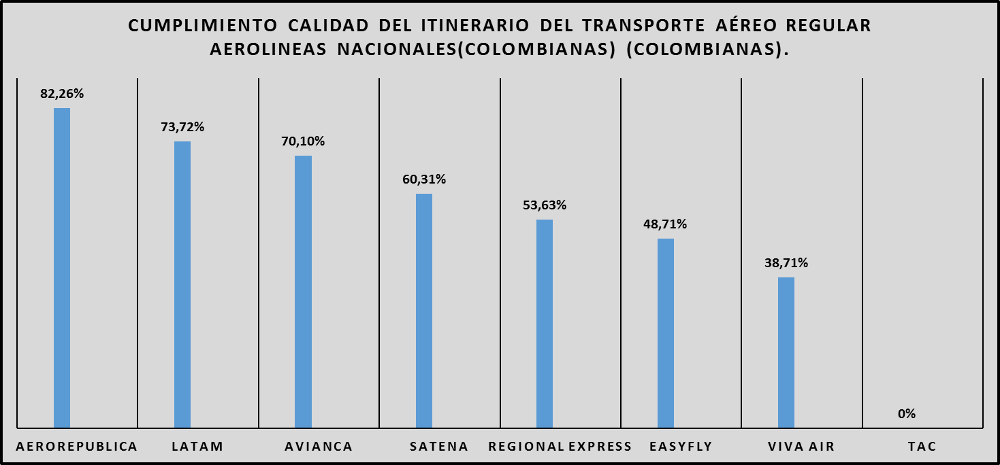 CUMPLIMIENTO CALIDAD DEL ITINERARIO DEL TRANSPORTE AÉREO REGULAR
AEROLINEAS NACIONALES(COLOMBIANAS) (COLOMBIANAS).
82,26%
73,72%
70,10%
60,31%
53,63%
48,71%
38,71%
0%
AEROREPUBLICA
LATAM
AVIANCA
SATENA
REGIONAL EXPRESS
EASYFLY
VIVA AIR
TAC